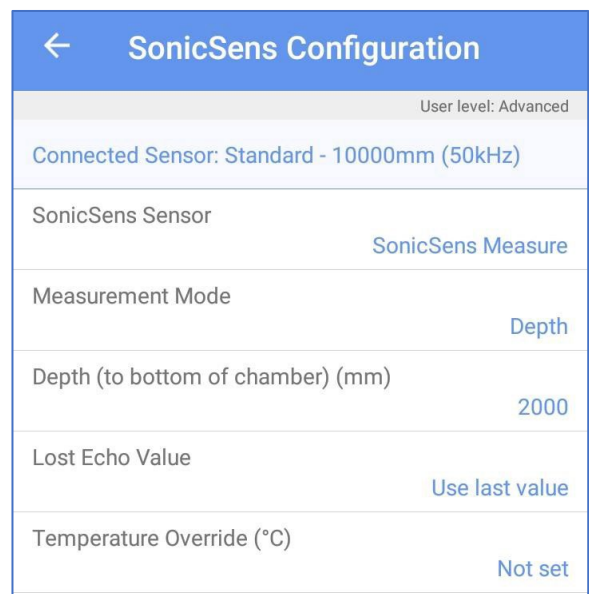 SonicSens Configuration
User level: Advanced
Connected Sensor: Standard - 10000mm (50kHz)
SonicSens Sensor
SonicSens Measure
Measurement Mode
Depth
Depth (to bottom of chamber) (mm)
2000
Lost Echo Value
Use last value
Temperature Override (°C)
Not set